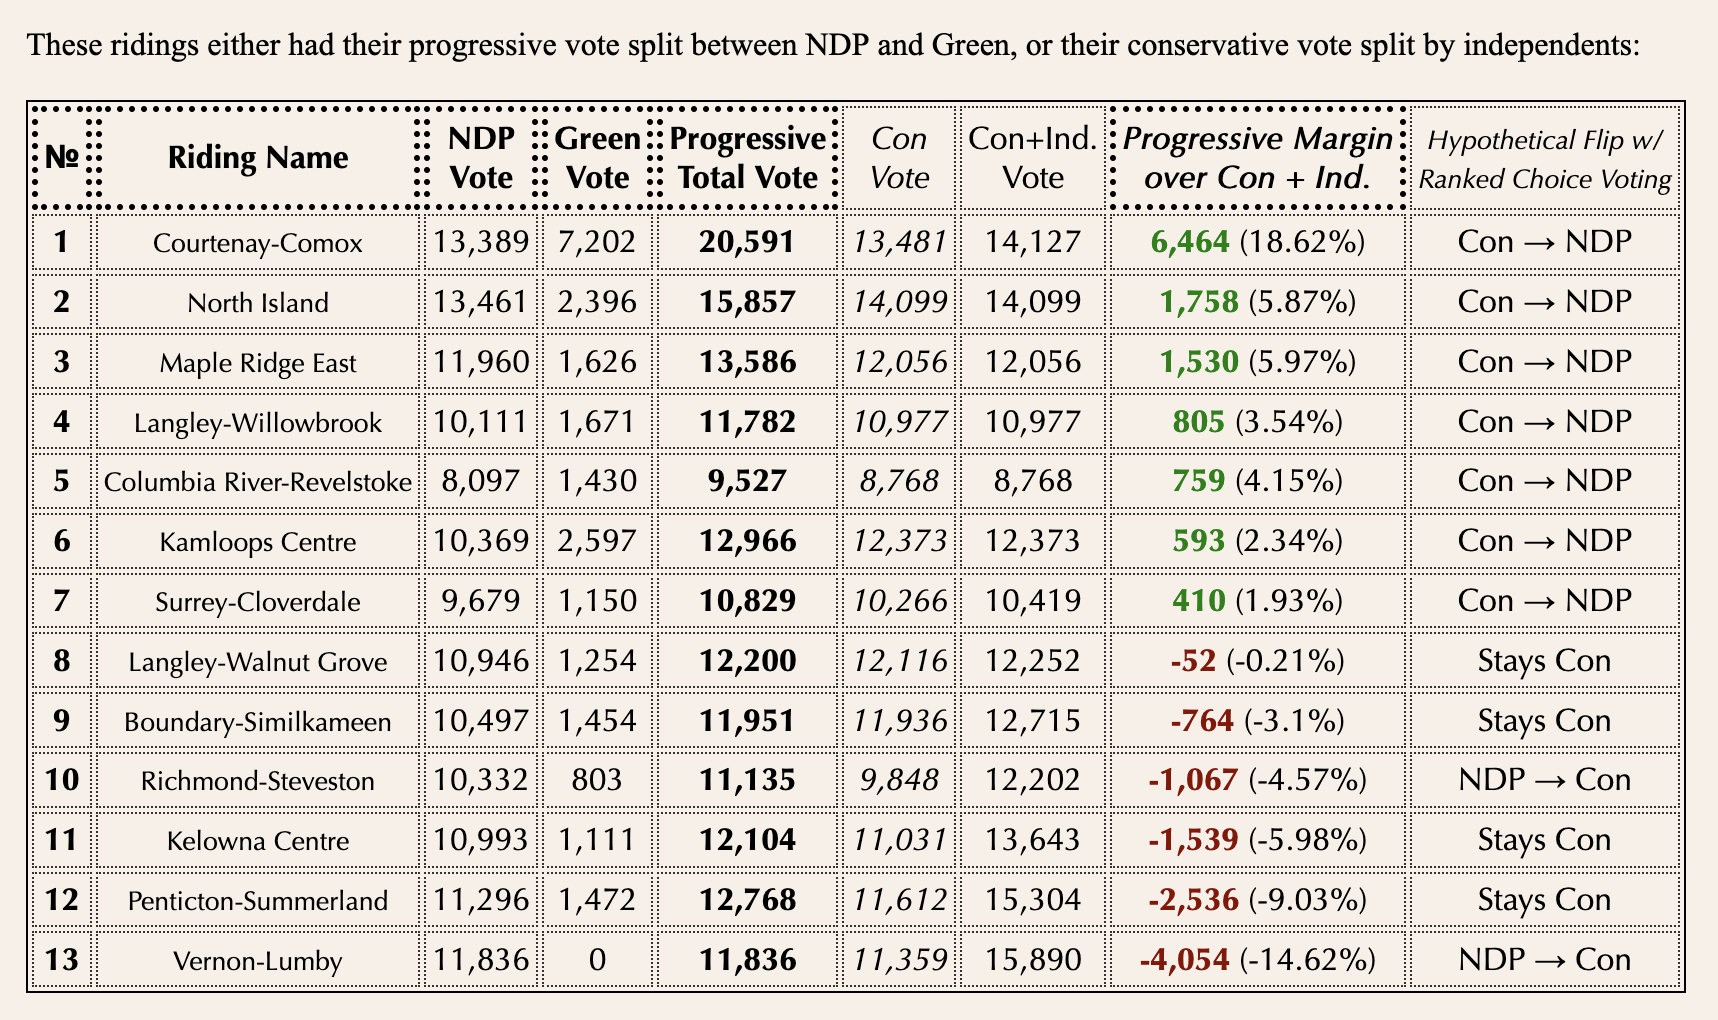 These ridings either had their progressive vote split between NDP and Green, or their conservative vote split by independents:
№ Riding Name NDP Vote Green Vote Progressive Total Vote Con Vote Con+Ind. Vote Progressive Margin over Con + Ind. Hypothetical Flip w/ Ranked Choice Voting
1 Courtenay-Comox 13,389 7,202 20,591 13,481 14,127 6,464 (18.62%) Con → NDP
2 North Island 13,461 2,396 15,857 14,099 14,099 1,758 (5.87%) Con → NDP
3 Maple Ridge East 11,960 1,626 13,586 12,056 12,056 1,530 (5.97%) Con → NDP
4 Langley-Willowbrook 10,111 1,671 11,782 10,977 10,977 805 (3.54%) Con → NDP
5 Columbia River-Revelstoke 8,097 1,430 9,527 8,768 8,768 759 (4.15%) Con → NDP
6 Kamloops Centre 10,369 2,597 12,966 12,373 12,373 593 (2.34%) Con → NDP
7 Surrey-Cloverdale 9,679 1,150 10,829 10,266 10,419 410 (1.93%) Con → NDP
8 Langley-Walnut Grove 10,946 1,254 12,200 12,116 12,252 -52 (-0.21%) Stays Con
9 Boundary-Similkameen 10,497 1,454 11,951 11,936 12,715 -764 (-3.1%) Stays Con
10 Richmond-Steveston 10,332 803 11,135 9,848 12,202 -1,067 (-4.57%) NDP → Con
11 Kelowna Centre 10,993 1,111 12,104 11,031 13,643 -1,539 (-5.98%) Stays Con
12 Penticton-Summerland 11,296 1,472 12,768 11,612 15,304 -2,536 (-9.03%) Stays Con
13 Vernon-Lumby 11,836 0 11,836 11,359 15,890 -4,054 (-14.62%) NDP → Con